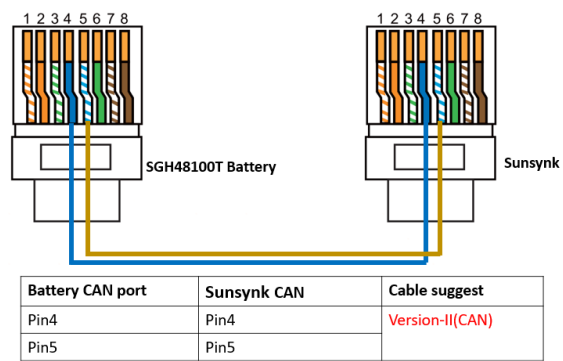 1 2 3 4 5 6 7 8
1 2 3 4 5 6 7 8
SGH48100T Battery
Sunsynk
Battery CAN port Sunsynk CAN Cable suggest
Pin4 Pin4 Version-II(CAN)
Pin5 Pin5